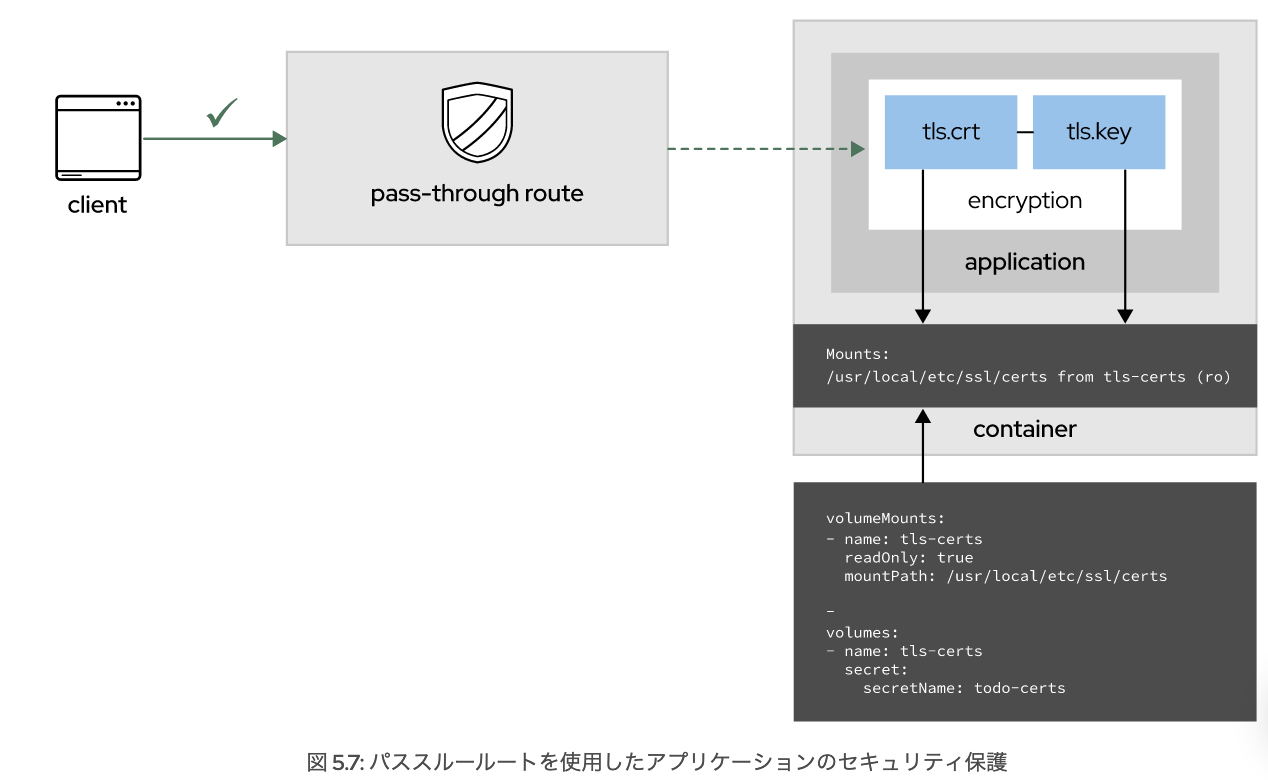 client
pass-through route
tls.crt
tls.key
encryption
application
Mounts:
/usr/local/etc/ssl/certs from tls-certs (ro)
container
volumeMounts:
- name: tls-certs
  readOnly: true
  mountPath: /usr/local/etc/ssl/certs
-
volumes:
- name: tls-certs
  secret:
    secretName: todo-certs
図 5.7: パススルールートを使用したアプリケーションのセキュリティ保護